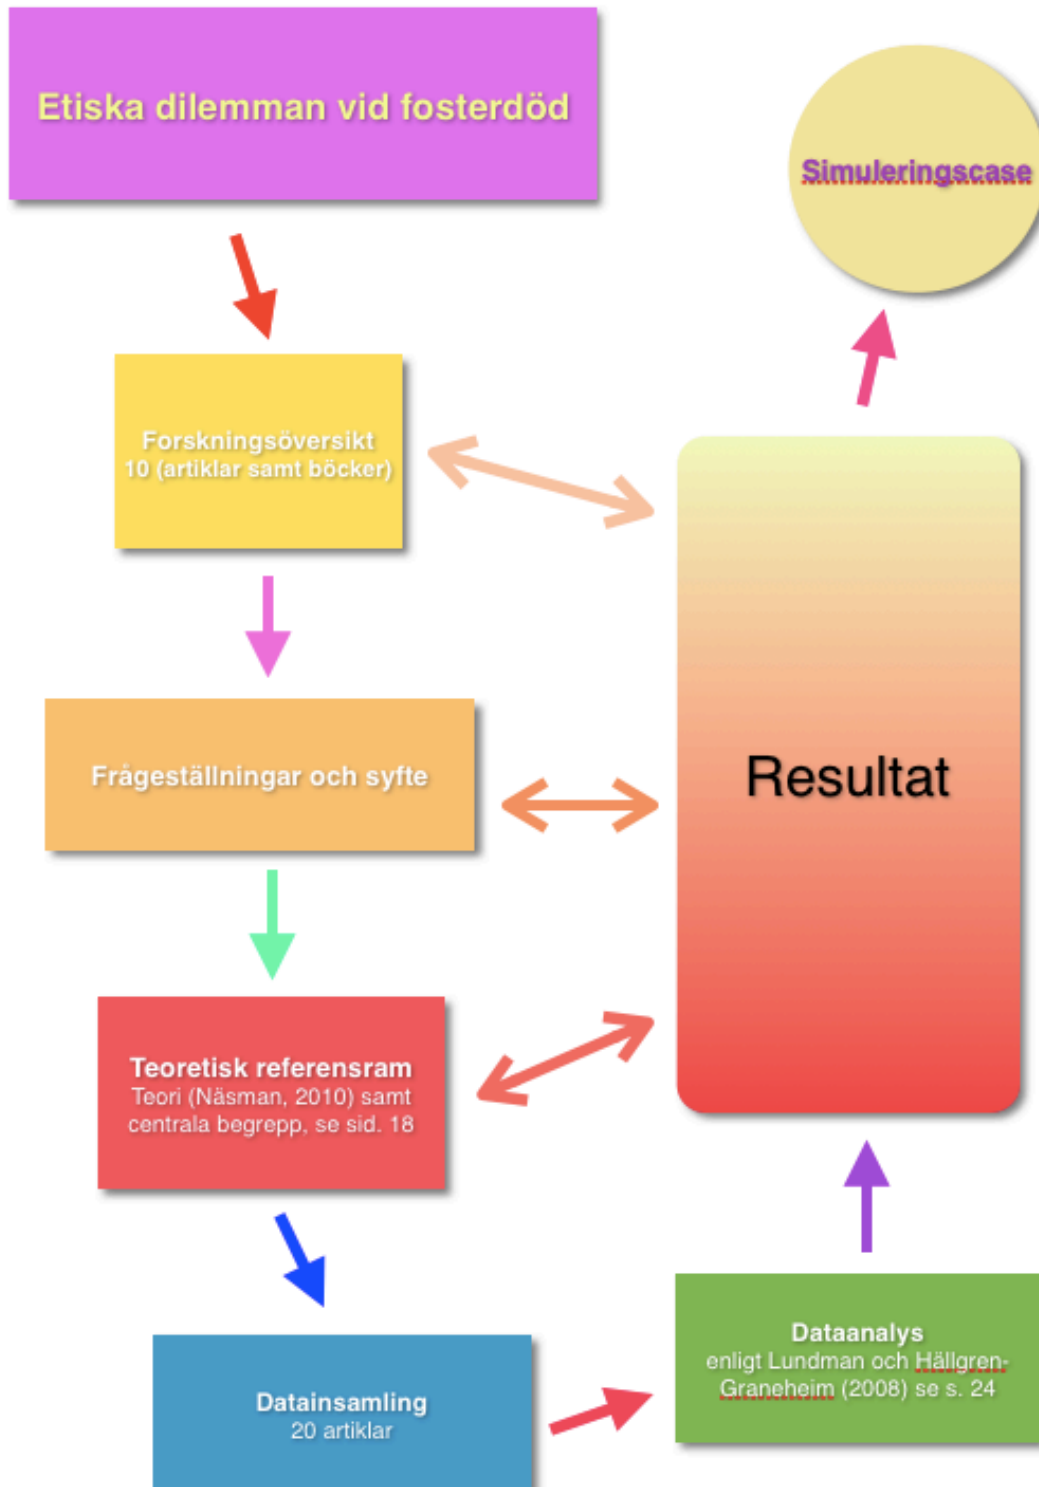 Etiska dilemman vid fosterdöd
Simuleringscase
Forskningsöversikt
10 (artiklar samt böcker)
Frågeställningar och syfte
Resultat
Teoretisk referensram
Teori (Näsman, 2010) samt
centrala begrepp, se sid. 18
Datainsamling
20 artiklar
Dataanalys
enligt Lundman och Hällgren-
Graneheim (2008) se s. 24